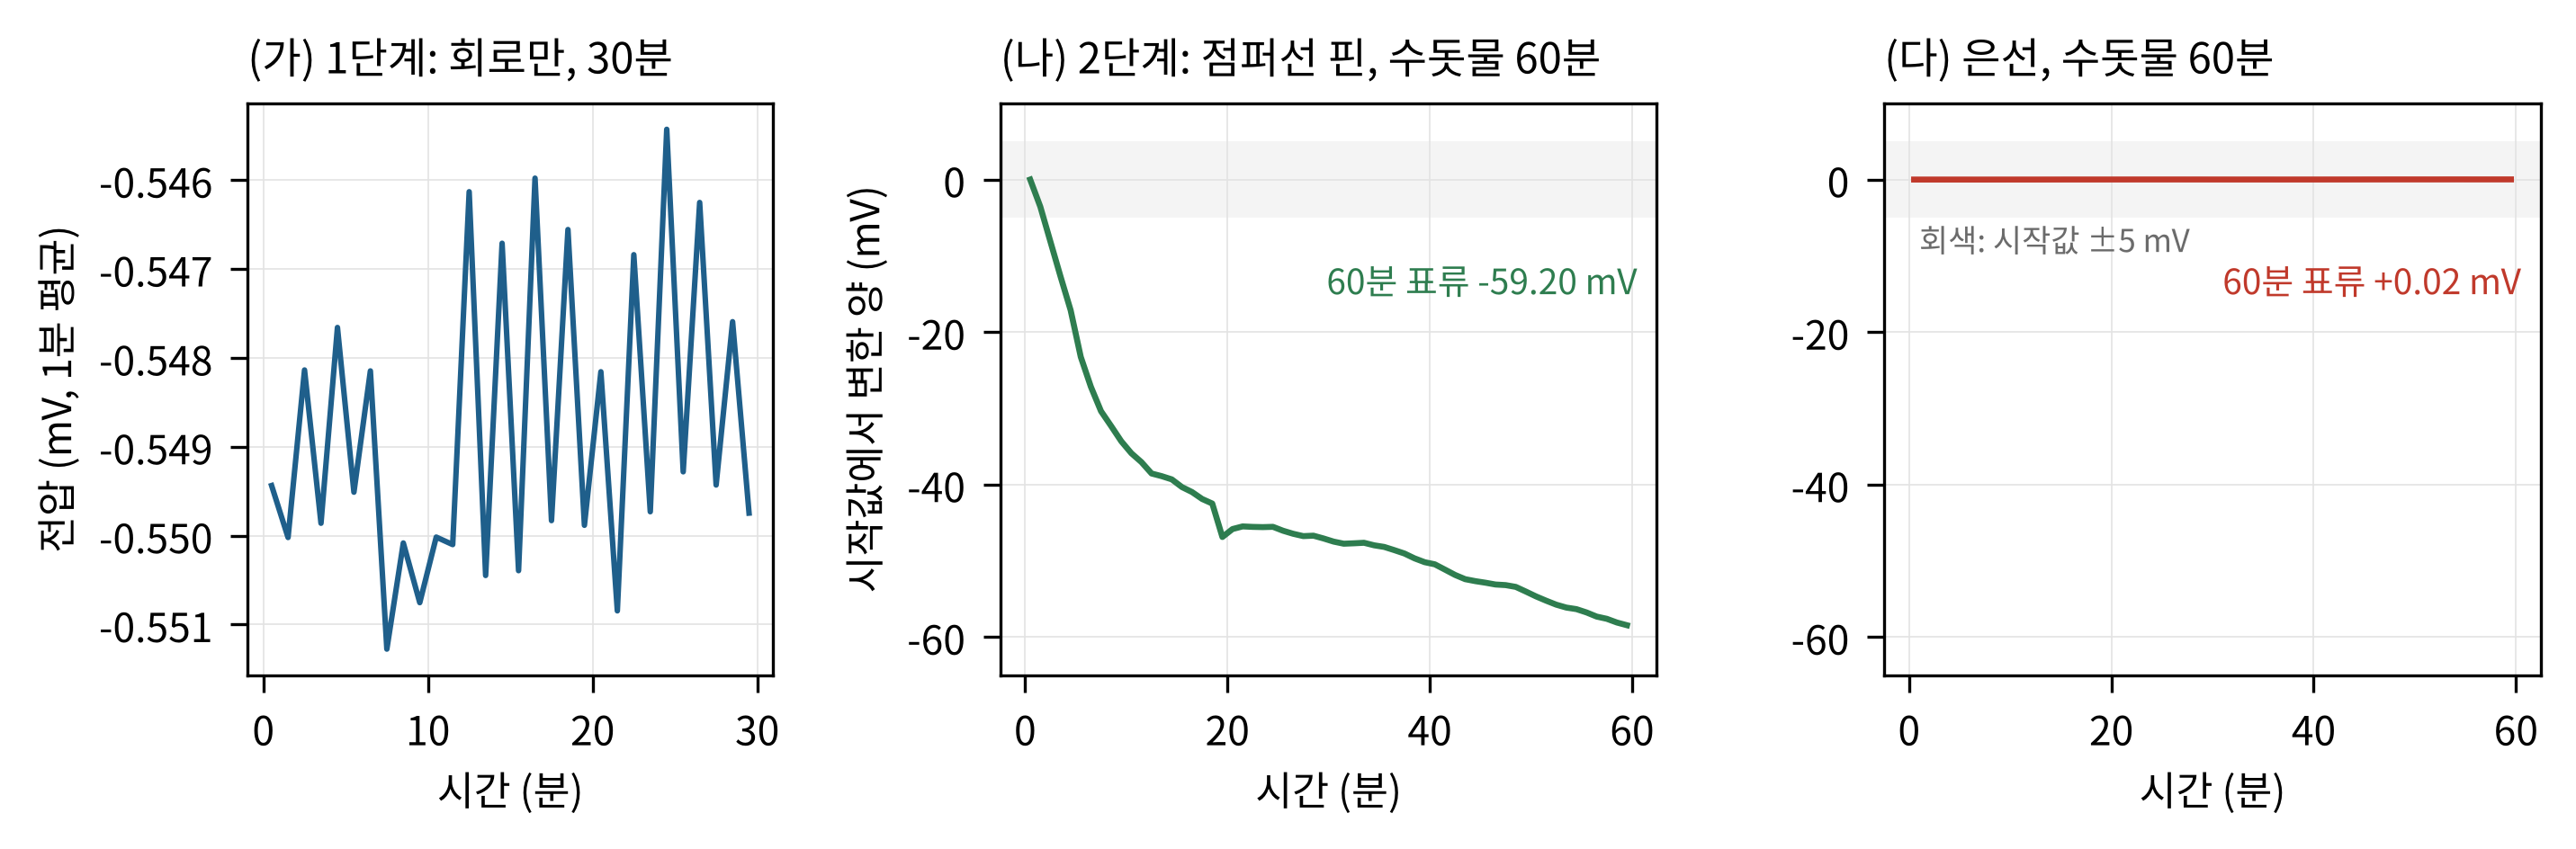 (가) 1단계: 회로만, 30분
전압 (mV, 1분 평균)
-0.546
-0.547
-0.548
-0.549
-0.550
-0.551
0 10 20 30
시간 (분)
(나) 2단계: 점퍼선 핀, 수돗물 60분
시작값에서 변한 양 (mV)
0
-20
-40
-60
60분 표류 -59.20 mV
0 20 40 60
시간 (분)
(다) 은선, 수돗물 60분
0
-20
-40
-60
회색: 시작값 ±5 mV
60분 표류 +0.02 mV
0 20 40 60
시간 (분)